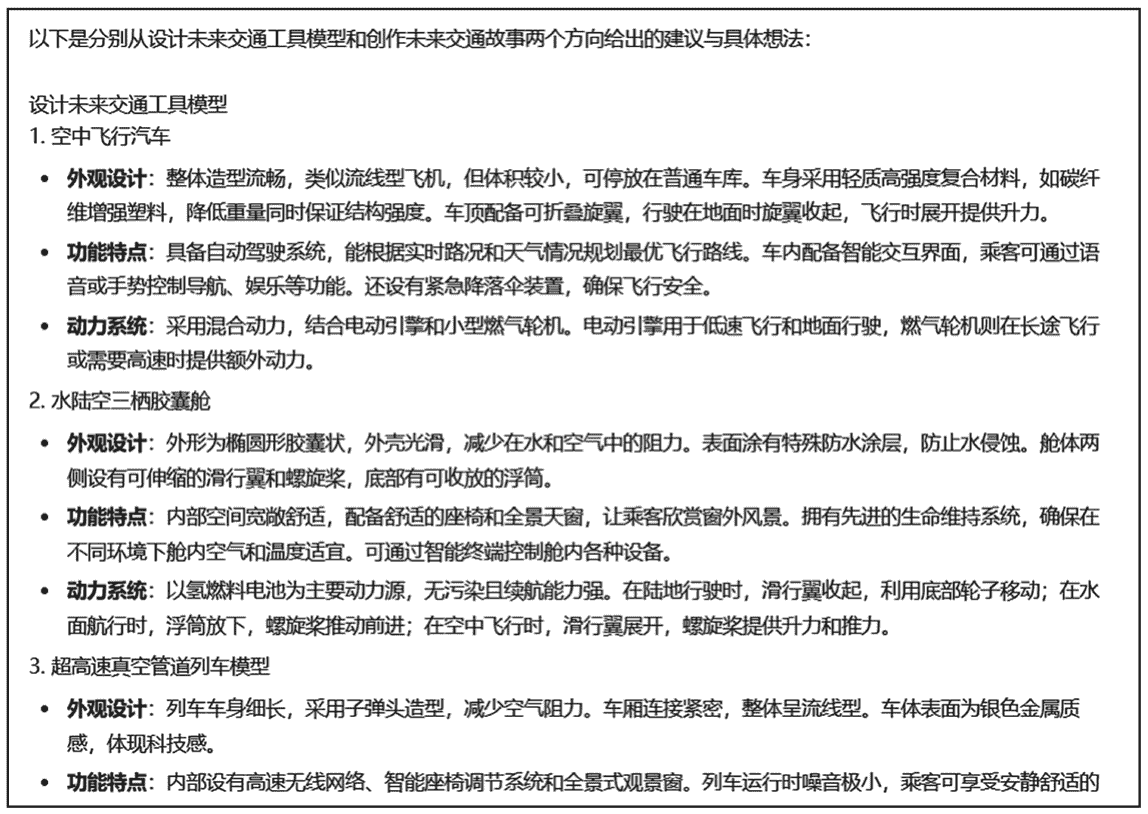 以下是分别从设计未来交通工具模型和创作未来交通故事两个方向给出的建议与具体想法：
设计未来交通工具模型
1. 空中飞行汽车
• 外观设计：整体造型流畅，类似流线型飞机，但体积较小，可停放在普通车库。车身采用轻质高强度复合材料，如碳纤
维增强塑料，降低重量同时保证结构强度。车顶配备可折叠旋翼，行驶在地面时旋翼收起，飞行时展开提供升力。
• 功能特点：具备自动驾驶系统，能根据实时路况和天气情况规划最优飞行路线。车内配备智能交互界面，乘客可通过语
音或手势控制导航、娱乐等功能。还设有紧急降落伞装置，确保飞行安全。
• 动力系统：采用混合动力，结合电动引擎和小型燃气轮机。电动引擎用于低速飞行和地面行驶，燃气轮机则在长途飞行
或需要高速时提供额外动力。
2. 水陆空三栖胶囊舱
• 外观设计：外形为椭圆形胶囊状，外壳光滑，减少在水和空气中的阻力。表面涂有特殊防水涂层，防止水侵蚀。舱体两
侧设有可伸缩的滑行翼和螺旋桨，底部有可收放的浮筒。
• 功能特点：内部空间宽敞舒适，配备舒适的座椅和全景天窗，让乘客欣赏窗外风景。拥有先进的生命维持系统，确保在
不同环境下舱内空气和温度适宜。可通过智能终端控制舱内各种设备。
• 动力系统：以氢燃料电池为主要动力源，无污染且续航能力强。在陆地行驶时，滑行翼收起，利用底部轮子移动；在水
面航行时，浮筒放下，螺旋桨推动前进；在空中飞行时，滑行翼展开，螺旋桨提供升力和推力。
3. 超高速真空管道列车模型
• 外观设计：列车车身细长，采用子弹头造型，减少空气阻力。车厢连接紧密，整体呈流线型。车体表面为银色金属质
感，体现科技感。
• 功能特点：内部设有高速无线网络、智能座椅调节系统和全景式观景窗。列车运行时噪音极小，乘客可享受安静舒适的